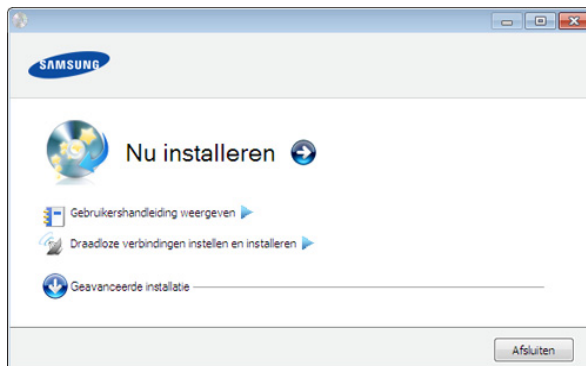 SAMSUNG
Nu installeren
Gebruikershandleiding weergeven
Draadloze verbindingen instellen en installeren
Geavanceerde installatie
Afsluiten